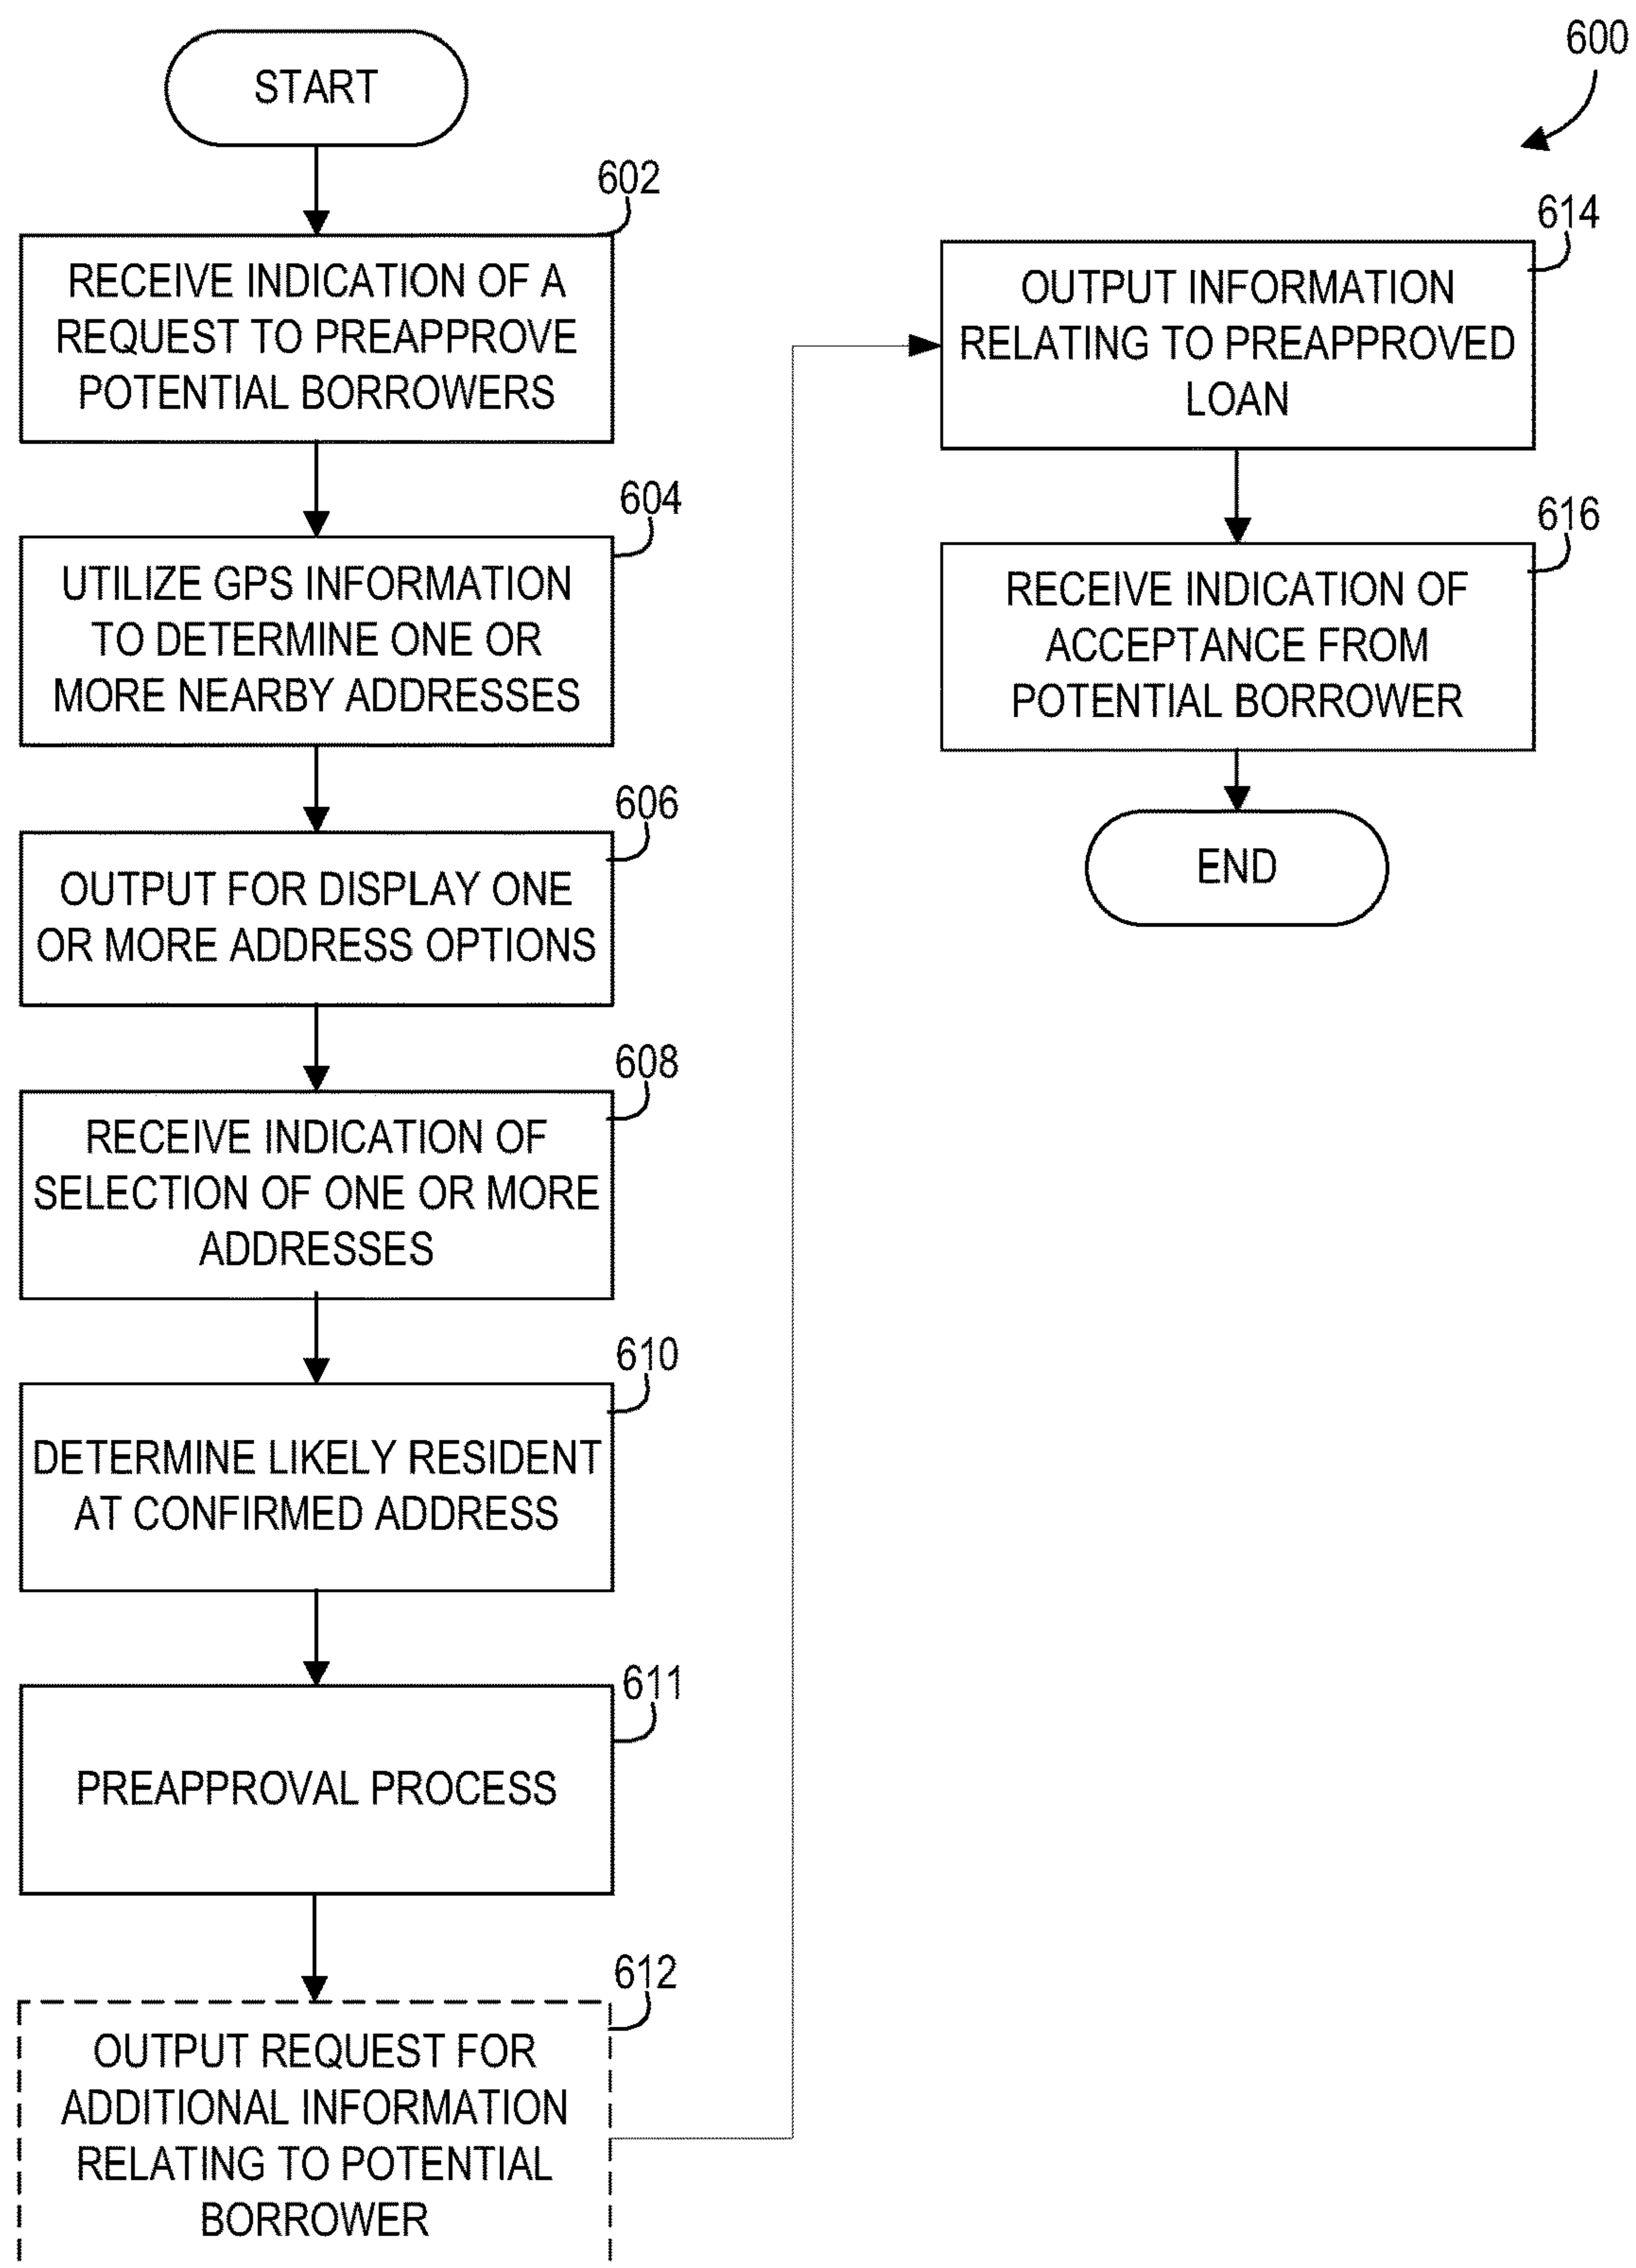 START
602
RECEIVE INDICATION OF A
REQUEST TO PREAPPROVE
POTENTIAL BORROWERS
604
UTILIZE GPS INFORMATION
TO DETERMINE ONE OR
MORE NEARBY ADDRESSES
606
OUTPUT FOR DISPLAY ONE
OR MORE ADDRESS OPTIONS
608
RECEIVE INDICATION OF
SELECTION OF ONE OR MORE
ADDRESSES
610
DETERMINE LIKELY RESIDENT
AT CONFIRMED ADDRESS
611
PREAPPROVAL PROCESS
612
OUTPUT REQUEST FOR
ADDITIONAL INFORMATION
RELATING TO POTENTIAL
BORROWER
600
614
OUTPUT INFORMATION
RELATING TO PREAPPROVED
LOAN
616
RECEIVE INDICATION OF
ACCEPTANCE FROM
POTENTIAL BORROWER
END